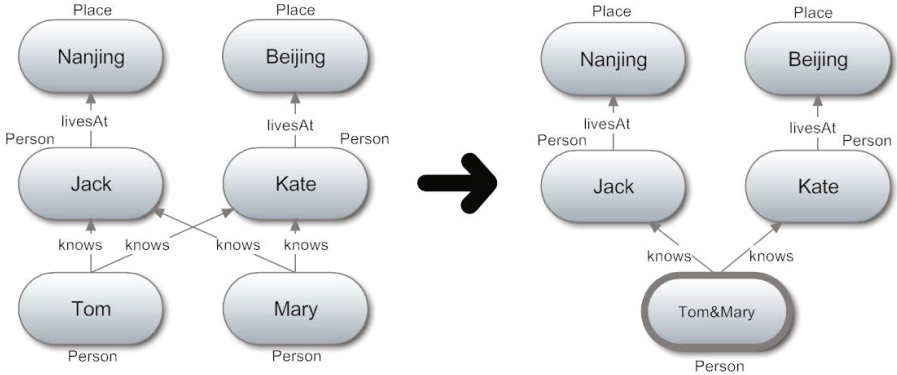 Place Place
Nanjing Beijing
livesAt livesAt
Person Person
Jack Kate
knows knows knows knows
Tom Mary
Person Person
Place Place
Nanjing Beijing
livesAt livesAt
Person Person
Jack Kate
knows knows
Tom&Mary
Person